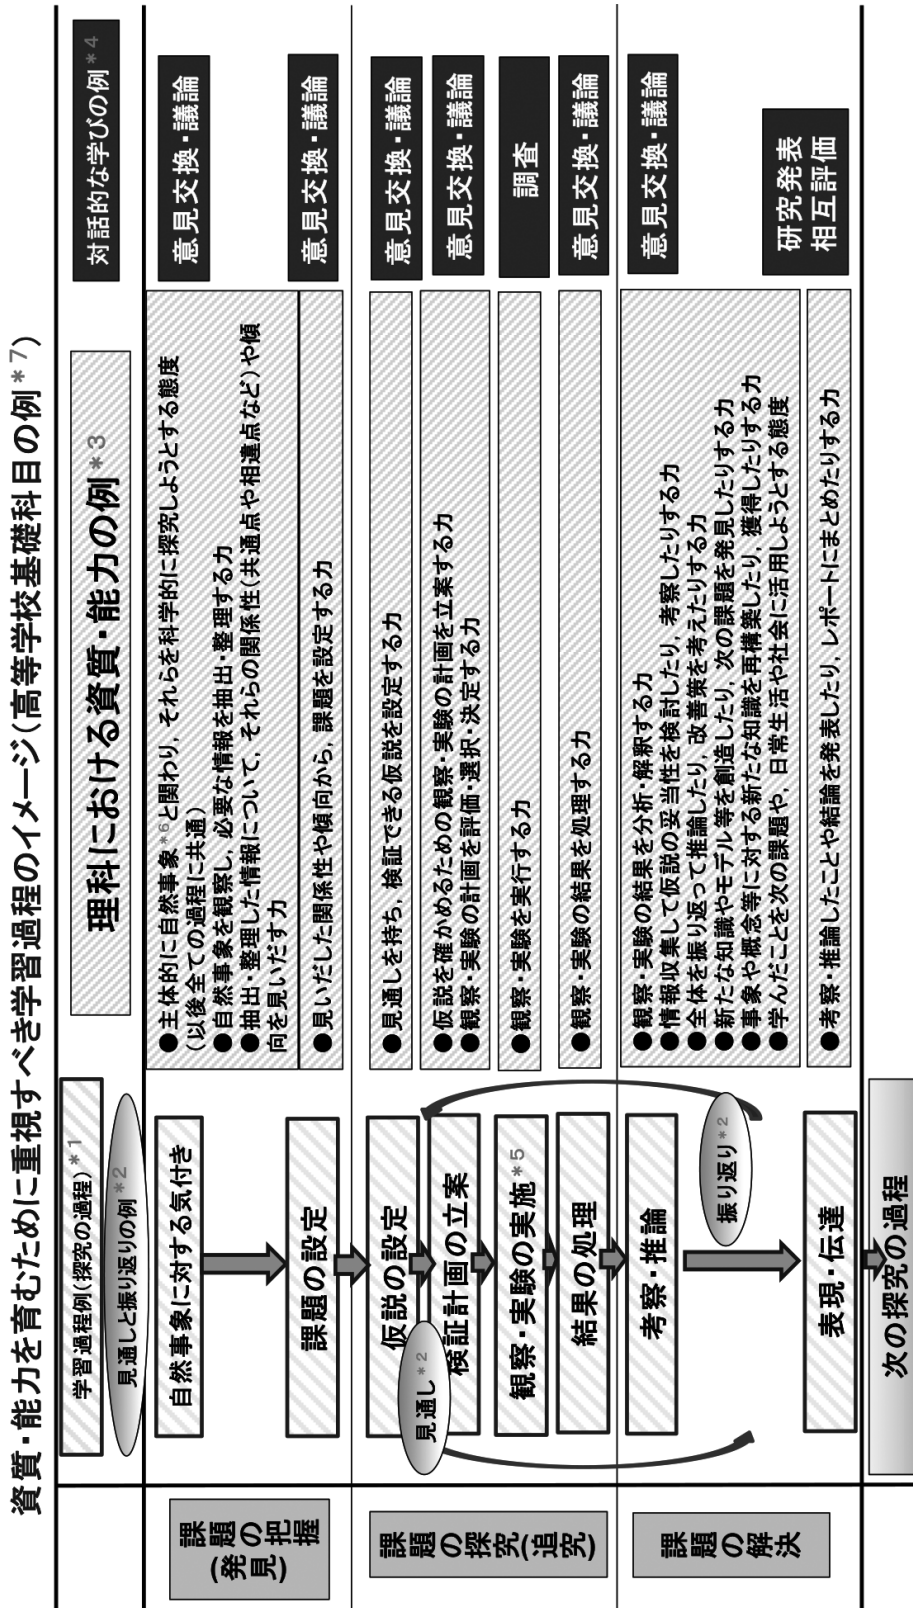 資質・能力を育むために重視すべき学習過程のイメージ（高等学校基礎科目の例*7）
学習過程例（探究の過程）*1
見通しと振り返りの例*2
理科における資質・能力の例*3
対話的な学びの例*4
課題の把握
（発見）
自然事象に対する気付き
●主体的に自然事象*6と関わり，それらを科学的に探究しようとする態度
（以後全ての過程に共通）
●自然事象を観察し，必要な情報を抽出・整理する力
●抽出・整理した情報について，それらの関係性（共通点や相違点など）や傾
向を見いだす力
意見交換・議論
課題の設定
●見いだした関係性や傾向から，課題を設定する力
意見交換・議論
課題の探究（追究）
仮説の設定
●見通しを持ち，検証できる仮説を設定する力
意見交換・議論
見通し*2
検証計画の立案
●仮説を確かめるための観察・実験の計画を立案する力
●観察・実験の計画を評価・選択・決定する力
意見交換・議論
観察・実験の実施*5
●観察・実験を実行する力
調査
結果の処理
●観察・実験の結果を処理する力
意見交換・議論
課題の解決
考察・推論
●観察・実験の結果を分析・解釈する力
●情報収集して仮説の妥当性を検討したり，考察したりする力
●全体を振り返って推論したり，改善策を考えたりする力
●新たな知識やモデル等を創造したり，次の課題を発見したりする力
●事象や概念等に対する新たな知識を再構築したり，獲得したりする力
●学んだことを次の課題や，日常生活や社会に活用しようとする態度
意見交換・議論
振り返り*2
表現・伝達
●考察・推論したことや結論を発表したり，レポートにまとめたりする力
研究発表
相互評価
次の探究の過程